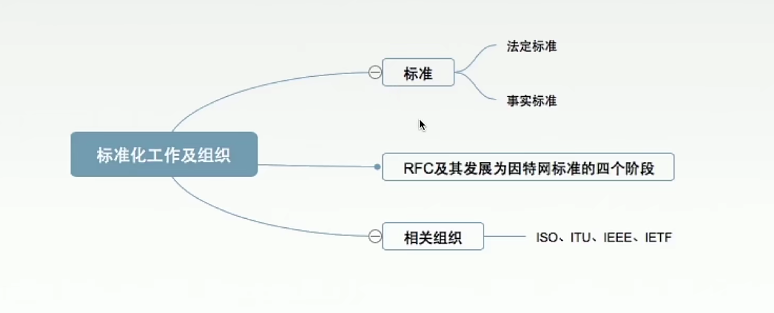 标准化工作及组织
标准
法定标准
事实标准
RFC及其发展为因特网标准的四个阶段
相关组织
ISO、ITU、IEEE、IETF